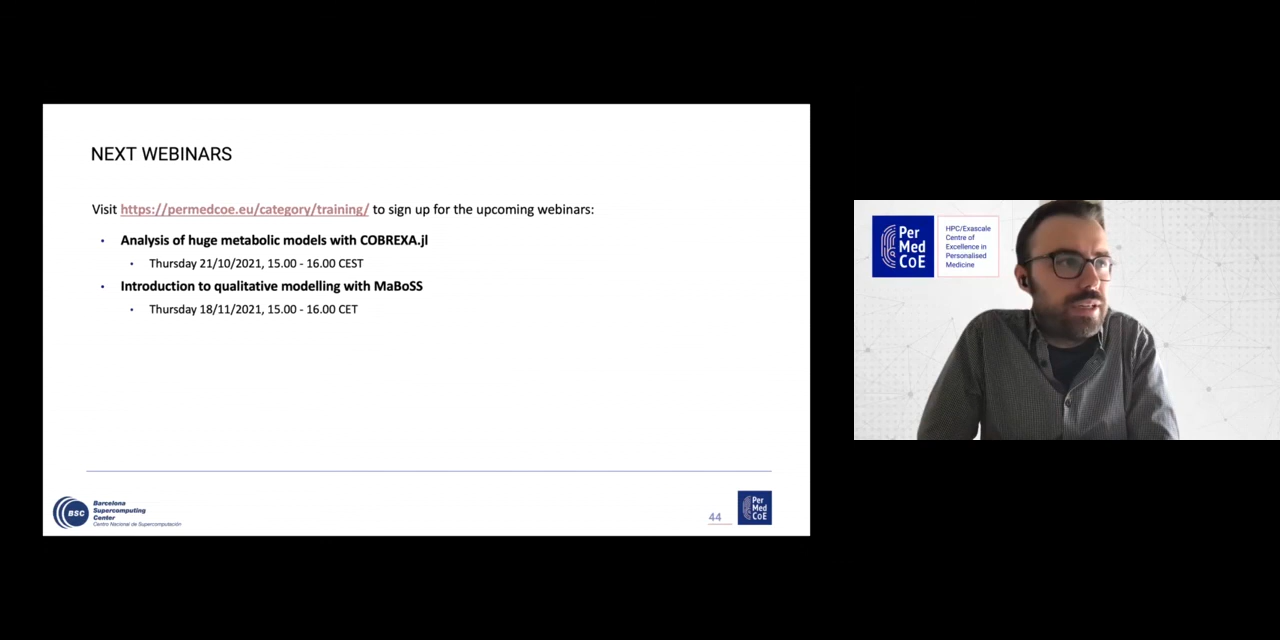 NEXT WEBINARS
Visit https://permedcoe.eu/category/training/ to sign up for the upcoming webinars:
• Analysis of huge metabolic models with COBREXA.jl
• Thursday 21/10/2021, 15.00 - 16.00 CEST
• Introduction to qualitative modelling with MaBoSS
• Thursday 18/11/2021, 15.00 - 16.00 CET
BSC
Barcelona
Supercomputing
Center
Centro Nacional de Supercomputación
44
Per
Med
CoE
Per
Med
CoE
HPC/Exascale
Centre of
Excellence in
Personalised
Medicine